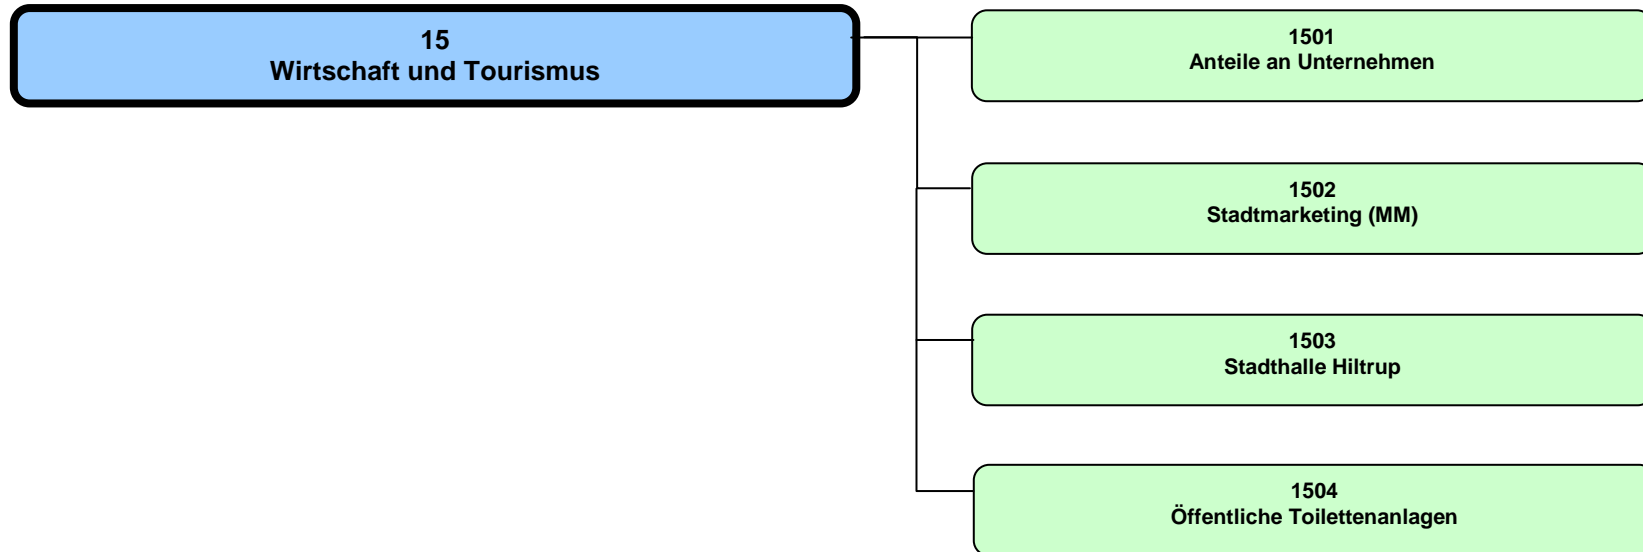 15
Wirtschaft und Tourismus
1501
Anteile an Unternehmen
1502
Stadtmarketing (MM)
1503
Stadthalle Hiltrup
1504
Öffentliche Toilettenanlagen